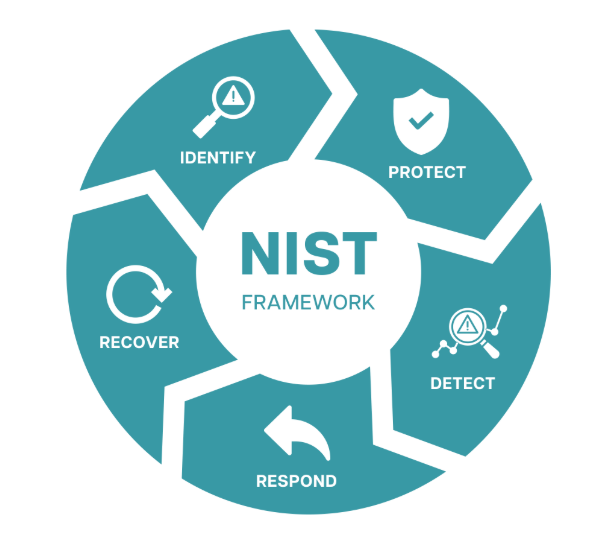 IDENTIFY
PROTECT
NIST
FRAMEWORK
RECOVER
DETECT
RESPOND